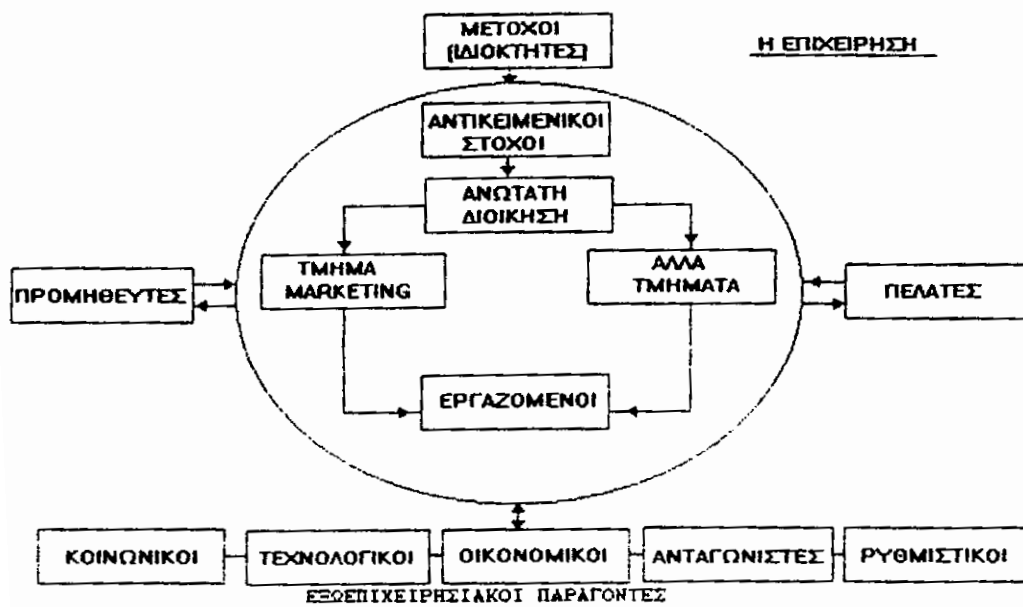 ΜΕΤΟΧΟΙ
(ΙΔΙΟΚΤΗΤΕΣ)
Η ΕΠΙΧΕΙΡΗΣΗ
ΑΝΤΙΚΕΙΜΕΝΙΚΟΙ
ΣΤΟΧΟΙ
ΑΝΩΤΑΤΗ
ΔΙΟΙΚΗΣΗ
ΤΜΗΜΑ
MARKETING
ΑΛΛΑ
ΤΜΗΜΑΤΑ
ΠΡΟΜΗΘΕΥΤΕΣ
ΠΕΛΑΤΕΣ
ΕΡΓΑΖΟΜΕΝΟΙ
ΚΟΙΝΩΝΙΚΟΙ
ΤΕΧΝΟΛΟΓΙΚΟΙ
ΟΙΚΟΝΟΜΙΚΟΙ
ΑΝΤΑΓΩΝΙΣΤΕΣ
ΡΥΘΜΙΣΤΙΚΟΙ
ΕΞΩΕΠΙΧΕΙΡΗΣΙΑΚΟΙ ΠΑΡΑΓΟΝΤΕΣ